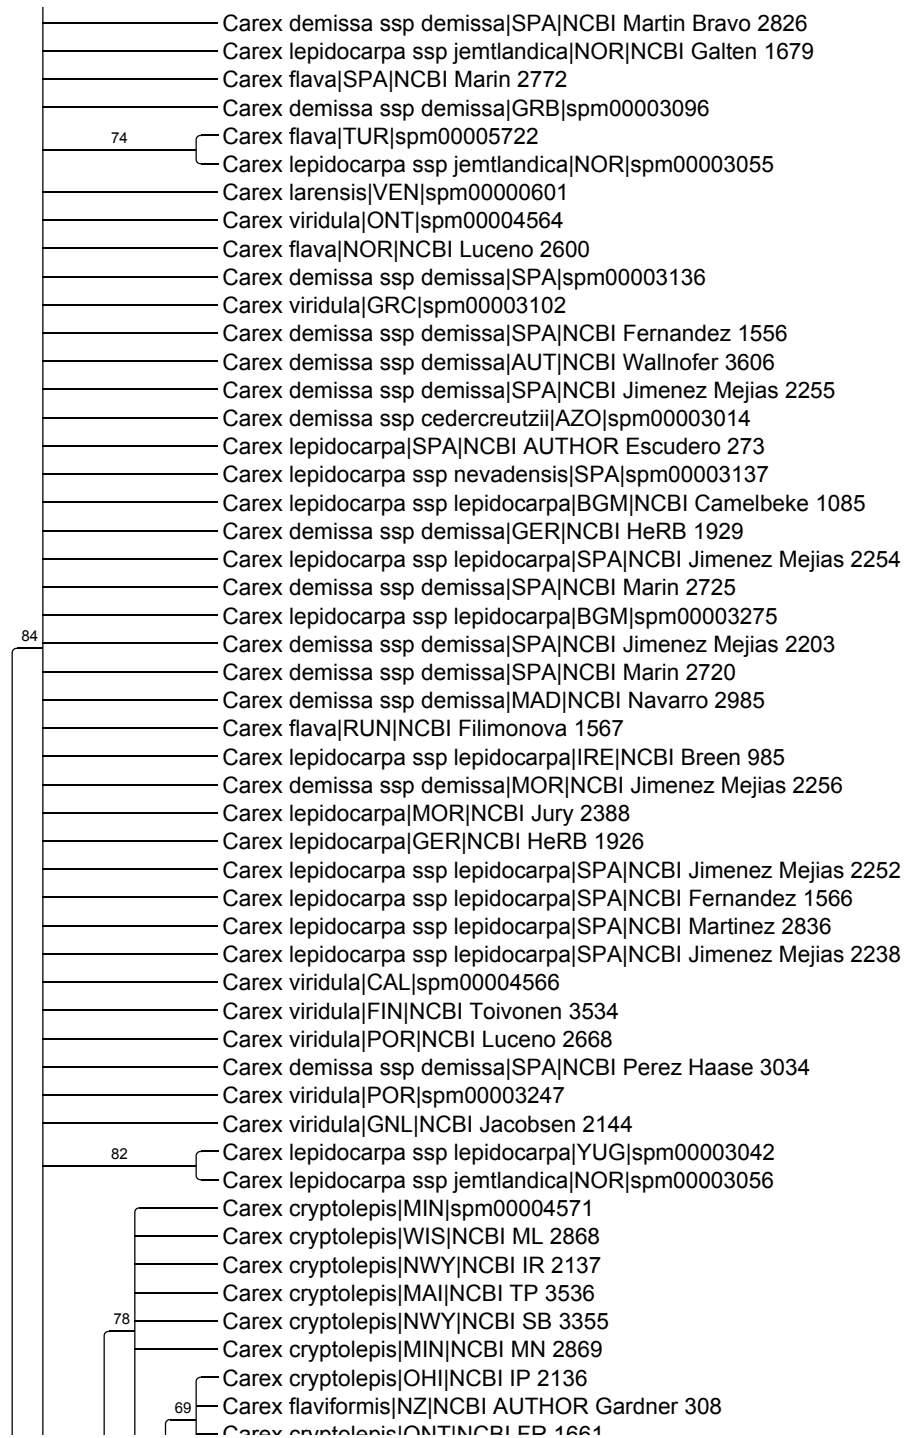 Carex demissa ssp demissa|SPA|NCBI Martin Bravo 2826
Carex lepidocarpa ssp jemtlandica|NOR|NCBI Galten 1679
Carex flava|SPA|NCBI Marin 2772
Carex demissa ssp demissa|GRB|spm00003096
74
Carex flava|TUR|spm00005722
Carex lepidocarpa ssp jemtlandica|NOR|spm00003055
Carex larensis|VEN|spm00000601
Carex viridula|ONT|spm00004564
Carex flava|NOR|NCBI Luceno 2600
Carex demissa ssp demissa|SPA|spm00003136
Carex viridula|GRC|spm00003102
Carex demissa ssp demissa|SPA|NCBI Fernandez 1556
Carex demissa ssp demissa|AUT|NCBI Wallnofer 3606
Carex demissa ssp demissa|SPA|NCBI Jimenez Mejias 2255
Carex demissa ssp cedercreutzii|AZO|spm00003014
Carex lepidocarpa|SPA|NCBI AUTHOR Escudero 273
Carex lepidocarpa ssp nevadensis|SPA|spm00003137
Carex lepidocarpa ssp lepidocarpa|BGM|NCBI Camelbeke 1085
Carex demissa ssp demissa|GER|NCBI HeRB 1929
Carex lepidocarpa ssp lepidocarpa|SPA|NCBI Jimenez Mejias 2254
Carex demissa ssp demissa|SPA|NCBI Marin 2725
Carex lepidocarpa ssp lepidocarpa|BGM|spm00003275
84
Carex demissa ssp demissa|SPA|NCBI Jimenez Mejias 2203
Carex demissa ssp demissa|SPA|NCBI Marin 2720
Carex demissa ssp demissa|MAD|NCBI Navarro 2985
Carex flava|RUN|NCBI Filimonova 1567
Carex lepidocarpa ssp lepidocarpa|IRE|NCBI Breen 985
Carex demissa ssp demissa|MOR|NCBI Jimenez Mejias 2256
Carex lepidocarpa|MOR|NCBI Jury 2388
Carex lepidocarpa|GER|NCBI HeRB 1926
Carex lepidocarpa ssp lepidocarpa|SPA|NCBI Jimenez Mejias 2252
Carex lepidocarpa ssp lepidocarpa|SPA|NCBI Fernandez 1566
Carex lepidocarpa ssp lepidocarpa|SPA|NCBI Martinez 2836
Carex lepidocarpa ssp lepidocarpa|SPA|NCBI Jimenez Mejias 2238
Carex viridula|CAL|spm00004566
Carex viridula|FIN|NCBI Toivonen 3534
Carex viridula|POR|NCBI Luceno 2668
Carex demissa ssp demissa|SPA|NCBI Perez Haase 3034
Carex viridula|POR|spm00003247
Carex viridula|GNL|NCBI Jacobsen 2144
82
Carex lepidocarpa ssp lepidocarpa|YUG|spm00003042
Carex lepidocarpa ssp jemtlandica|NOR|spm00003056
Carex cryptolepis|MIN|spm00004571
Carex cryptolepis|WIS|NCBI ML 2868
Carex cryptolepis|NWY|NCBI IR 2137
Carex cryptolepis|MAI|NCBI TP 3536
78
Carex cryptolepis|NWY|NCBI SB 3355
Carex cryptolepis|MIN|NCBI MN 2869
Carex cryptolepis|OHI|NCBI IP 2136
69
Carex flaviformis|NZ|NCBI AUTHOR Gardner 308
Carex cryptolepis|ONT|NCBI FR 1661